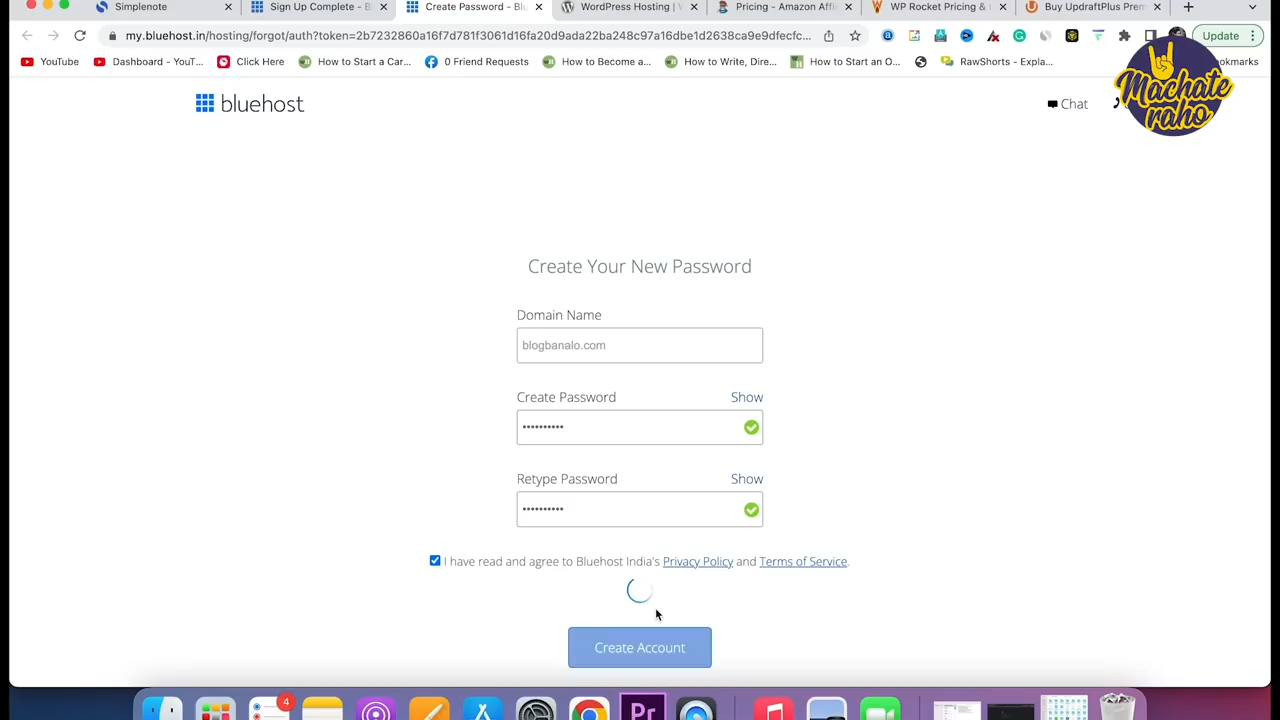 Simplenote
Sign Up Complete - B
Create Password - Blu
WordPress Hosting | W
Pricing - Amazon Affi
WP Rocket Pricing &
Buy UpdraftPlus Prem
my.bluehost.in/hosting/forgot/auth?token=2b7232860a16f7d781f3061d16fa20d9ada22ba248c97a16dbe1d2638ca9e9dfecfc...
Update
YouTube
Dashboard - YouT...
Click Here
How to Start a Car...
0 Friend Requests
How to Become a...
How to Write, Dire...
How to Start an O...
RawShorts - Expla...
okmarks
Machate
raho
bluehost
Chat
Create Your New Password
Domain Name
blogbanalo.com
Create Password
Show
••••••••••
Retype Password
Show
••••••••••
I have read and agree to Bluehost India's Privacy Policy and Terms of Service.
Create Account
4
Pr